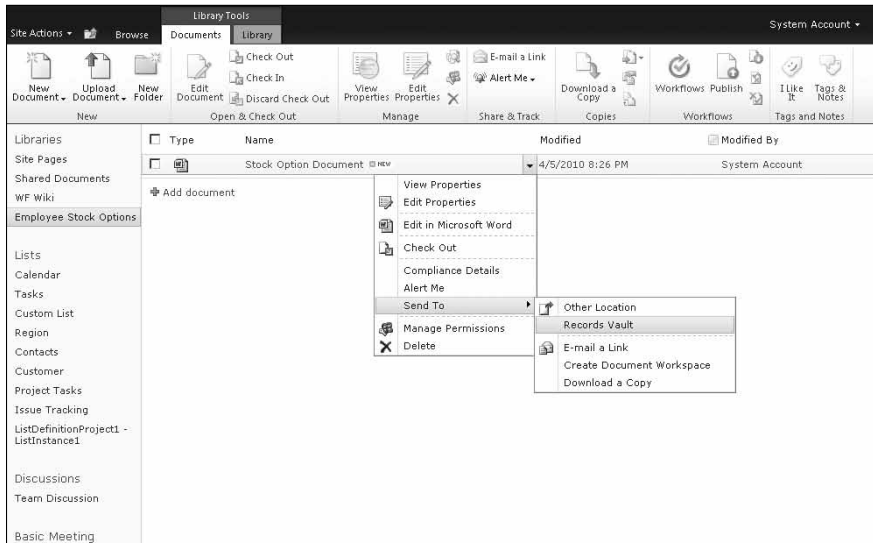 Library Tools
Site Actions Browse Documents Library System Account
Check Out
Check In
Discard Check Out
New Document
Upload Document
New Folder
Edit Document
View Properties
Edit Properties
E-mail a Link
Alert Me
Download a Copy
Workflows
Publish
I Like It
Tags & Notes
New Open & Check Out Manage Share & Track Copies Workflows Tags and Notes
Libraries
Site Pages
Shared Documents
WF Wiki
Employee Stock Options
Lists
Calendar
Tasks
Custom List
Region
Contacts
Customer
Project Tasks
Issue Tracking
ListDefinitionProject1 -
ListInstance1
Discussions
Team Discussion
Basic Meeting
Type Name Modified Modified By
Stock Option Document NEW 4/5/2010 8:26 PM System Account
Add document
View Properties
Edit Properties
Edit in Microsoft Word
Check Out
Compliance Details
Alert Me
Send To
Manage Permissions
Delete
Other Location
Records Vault
E-mail a Link
Create Document Workspace
Download a Copy